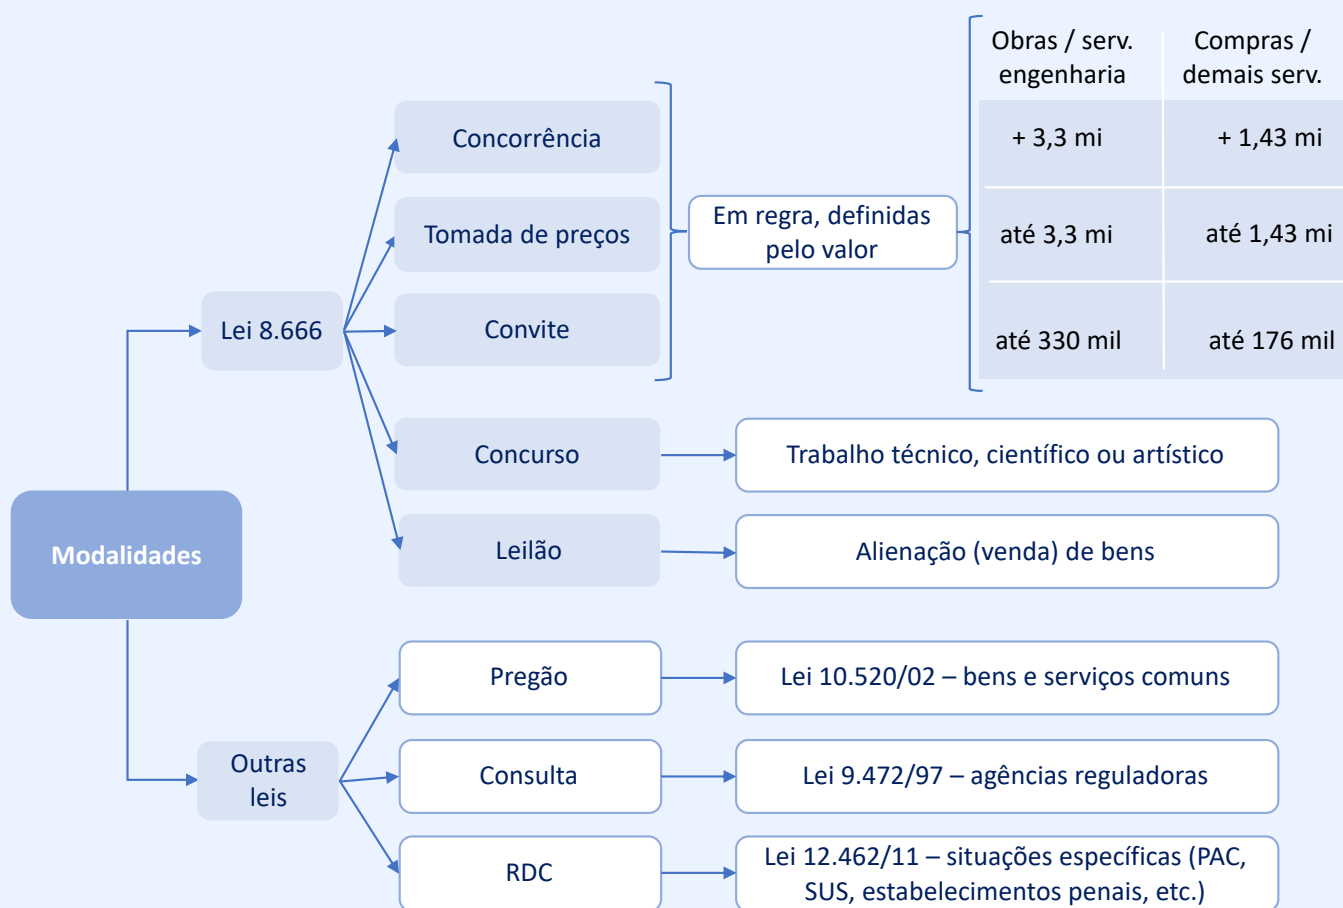 Obras / serv.
engenharia
Compras /
demais serv.
Concorrência
+ 3,3 mi
+ 1,43 mi
Tomada de preços
Em regra, definidas
pelo valor
até 3,3 mi
até 1,43 mi
Lei 8.666
Convite
até 330 mil
até 176 mil
Concurso
Trabalho técnico, científico ou artístico
Modalidades
Leilão
Alienação (venda) de bens
Pregão
Lei 10.520/02 – bens e serviços comuns
Outras
leis
Consulta
Lei 9.472/97 – agências reguladoras
RDC
Lei 12.462/11 – situações específicas (PAC,
SUS, estabelecimentos penais, etc.)